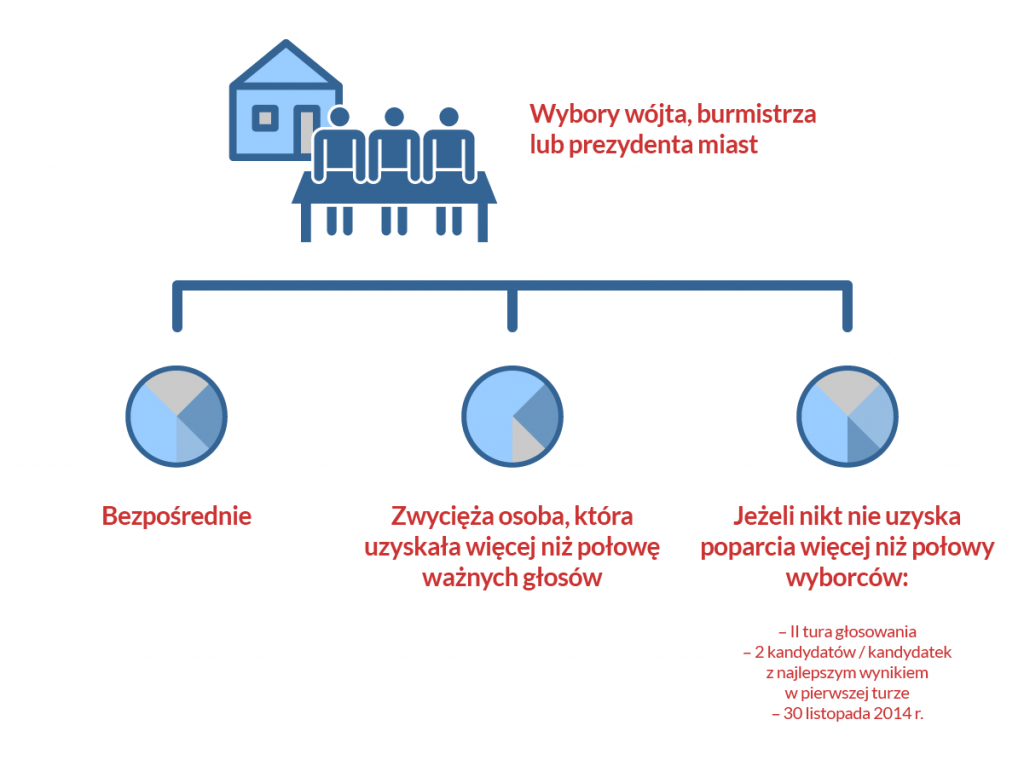 Wybory wójta, burmistrza
lub prezydenta miast
Bezpośrednie
Zwycięża osoba, która
uzyskała więcej niż połowę
ważnych głosów
Jeżeli nikt nie uzyska
poparcia więcej niż połowy
wyborców:
– II tura głosowania
– 2 kandydatów / kandydatek
z najlepszym wynikiem
w pierwszej turze
– 30 listopada 2014 r.